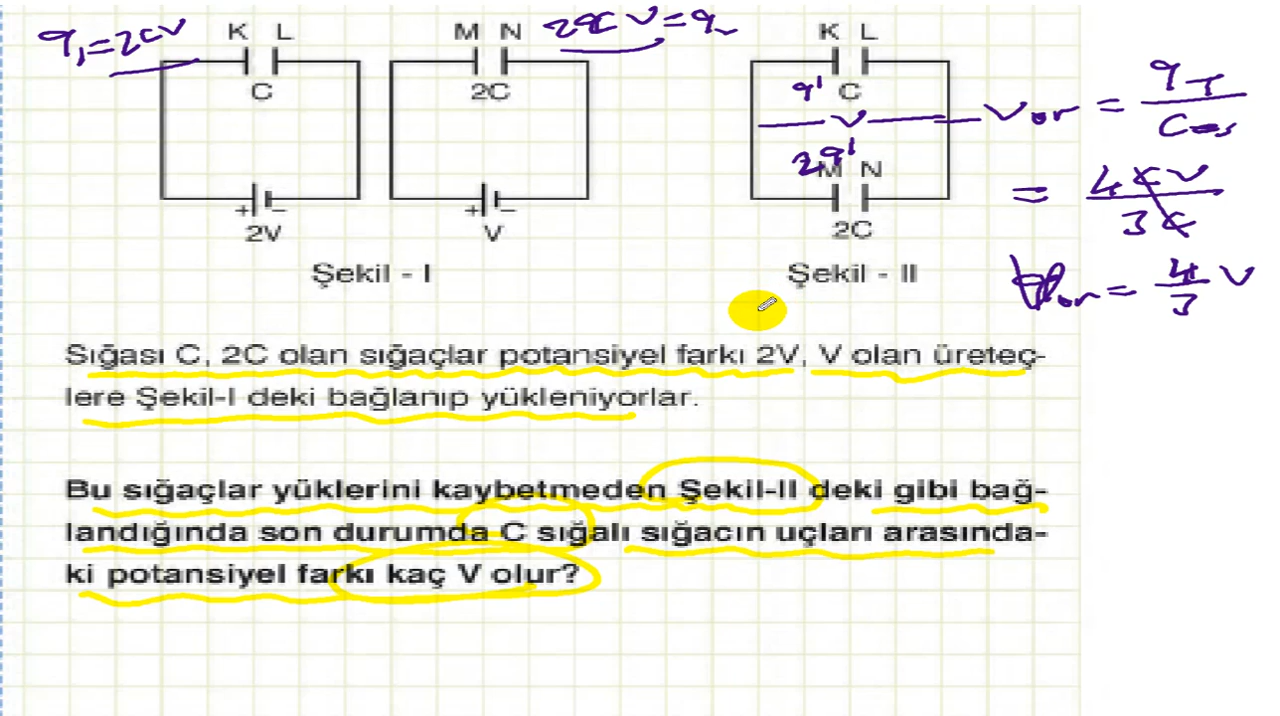 q₁=2CV
K L
M N
2CV=q₂
K L
C
2C
q' C
V
2q'
M N
+ -
2V
+ -
V
2C
Şekil - I
Şekil - II
Vor = qT / Ceş
= 4CV / 3C
Vor = 4/3 V
Sığası C, 2C olan sığaçlar potansiyel farkı 2V, V olan üreteç-
lere Şekil-I deki bağlanıp yükleniyorlar.
Bu sığaçlar yüklerini kaybetmeden Şekil-II deki gibi bağ-
landığında son durumda C sığalı sığacın uçları arasında-
ki potansiyel farkı kaç V olur?